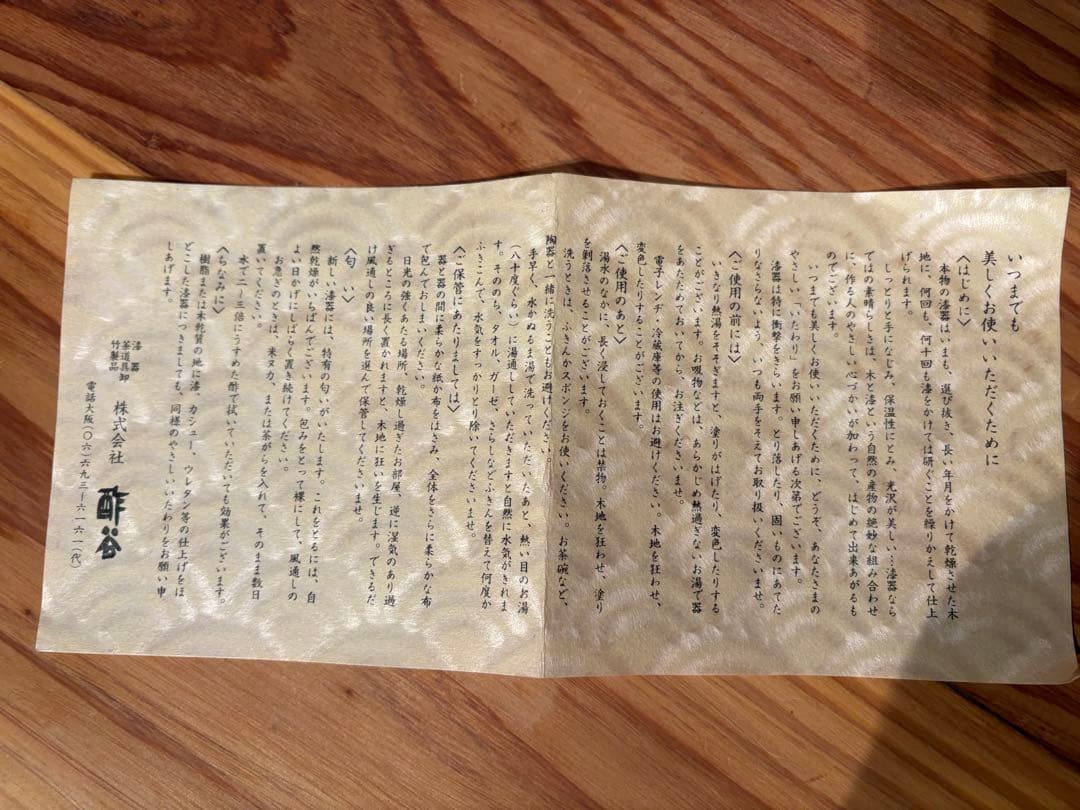 いつまでも
美しくお使いいただくために
〈はじめに〉
本物の漆器はいまも、選び抜き、長い年月をかけて乾燥させた木
地に、何回も、何十回も漆をかけては研ぐことを繰りかえして仕上
げられます。
しっとりと手になじみ、保温性にとみ、光沢が美しい…漆器なら
ではの素晴らしさは、木と漆という自然の産物の絶妙な組み合わせ
に、作る人のやさしい心づかいが加わって、はじめて出来あがるも
のでございます。
いつまでも美しくお使いいただくために、どうぞ、あなたさまの
やさしい「いたわり」をお願い申しあげる次第でございます。
漆器は特に衝撃をきらいます。とり落したり、固いものにあてた
りなさらないよう、いつも両手をそえてお取り扱いくださいませ。
〈ご使用の前には〉
いきなり熱湯をそそぎますと、塗りがはげたり、変色したりする
ことがございます。お吸物などは、あらかじめ熱過ぎないお湯で器
をあたためておいてから、お注ぎくださいませ。
電子レンヂ・冷蔵庫等の使用はお避けください。木地を狂わせ、
変色したりすることがございます。
〈ご使用のあと〉
湯水のなかに、長く浸しておくことは禁物。木地を狂わせ、塗り
を剥落させることがございます。
洗うときは、ふきんかスポンジをお使いください。お茶碗など、
陶器と一緒に洗うこともお避けください。
手早く、水かぬるま湯で洗っていただいたあと、熱い目のお湯
（八十度ぐらい）に湯通ししていただきますと自然に水気がきれま
す。そののち、タオル、ガーゼ、さらしなどふきんを替えて何度か
ふきこんで、水気をすっかりとり除いてくださいませ。
〈ご保管にあたりましては〉
器と器の間に柔らかな紙か布をはさみ、全体をさらに柔らかな布
で包んでおしまいください。
日光の強くあたる場所、乾燥し過ぎたお部屋、逆に湿気のあり過
ぎるところに長く置かれますと、木地に狂いを生じます。できるだ
け風通しの良い場所を選んで保管してくださいませ。
〈匂い〉
新しい漆器には、特有の匂いがいたします。これをとるには、自
然乾燥がいちばんでございます。包みをとって裸にして、風通しの
よい日かげにしばらく置き続けてください。
お急ぎのときは、米ヌカ、または茶がらを入れて、そのまま数日
置いてください。
水で二〜三倍にうすめた酢で拭いていただいても効果がございます。
〈ちなみに〉
樹脂または木乾質の地に漆、カシュー、ウレタン等の仕上げをほ
どこした漆器につきましても、同様のやさしいいたわりをお願い申
しあげます。
漆器
茶道具卸
竹製品
株式会社 酢谷
電話大阪〇六-六九九三-一六一一（代）